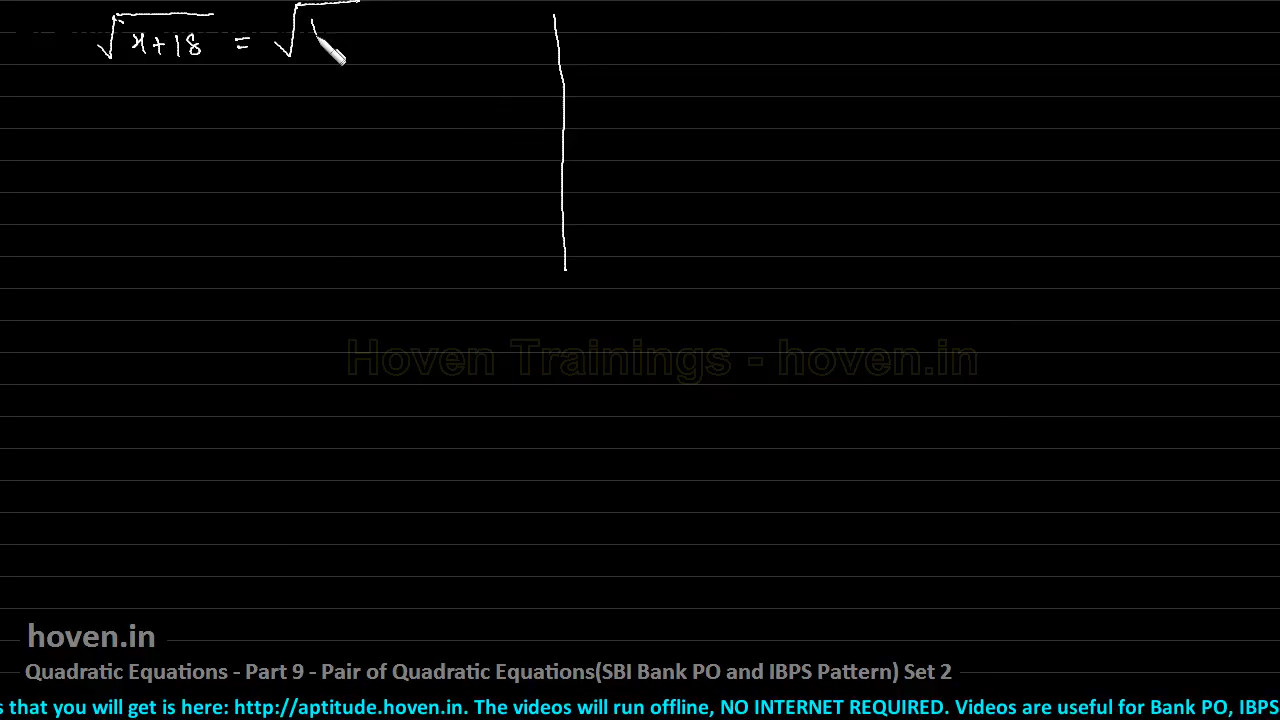 √x+18 = √1
Hoven Trainings - hoven.in
hoven.in
Quadratic Equations - Part 9 - Pair of Quadratic Equations(SBI Bank PO and IBPS Pattern) Set 2
s that you will get is here: http://aptitude.hoven.in. The videos will run offline, NO INTERNET REQUIRED. Videos are useful for Bank PO, IBPS